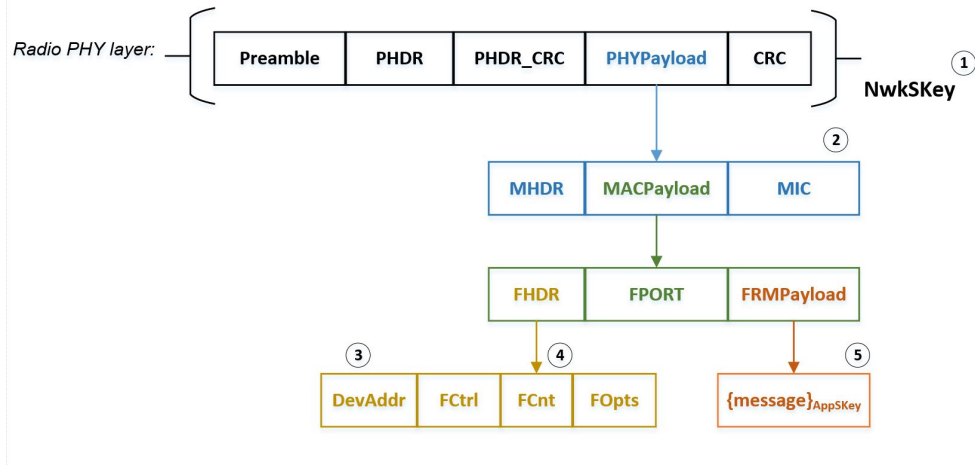 Radio PHY layer:
Preamble PHDR PHDR_CRC PHYPayload CRC
NwkSKey 1
2
MHDR MACPayload MIC
FHDR FPORT FRMPayload
3 4 5
DevAddr FCtrl FCnt FOpts {message}AppSKey